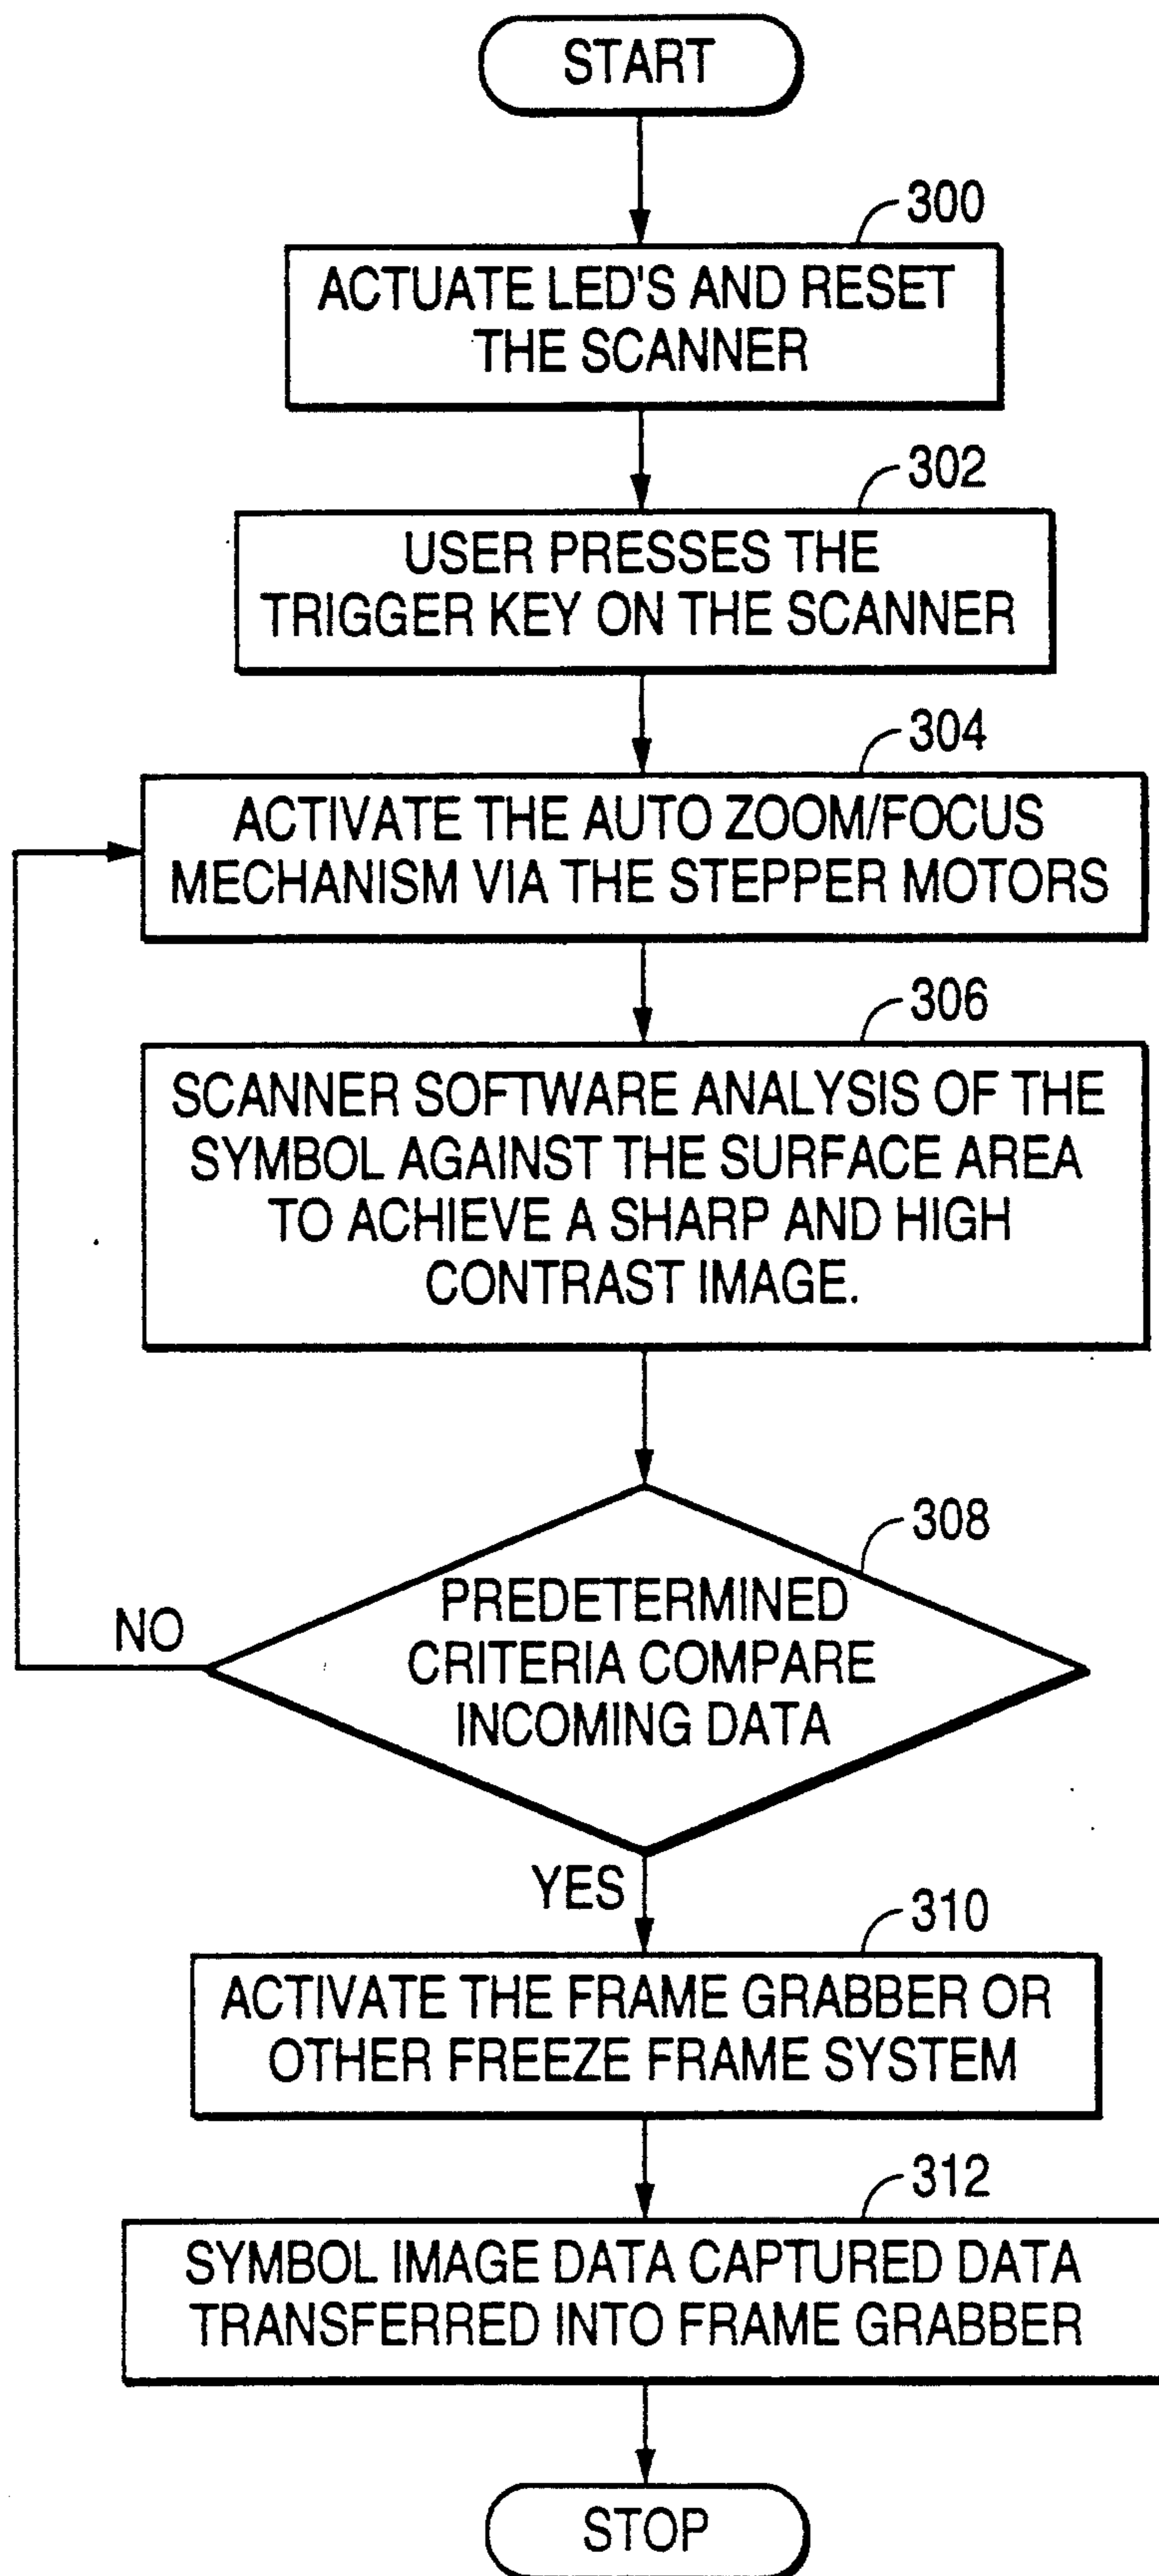 START
300
ACTUATE LED'S AND RESET
THE SCANNER
302
USER PRESSES THE
TRIGGER KEY ON THE SCANNER
304
ACTIVATE THE AUTO ZOOM/FOCUS
MECHANISM VIA THE STEPPER MOTORS
306
SCANNER SOFTWARE ANALYSIS OF THE
SYMBOL AGAINST THE SURFACE AREA
TO ACHIEVE A SHARP AND HIGH
CONTRAST IMAGE.
308
PREDETERMINED
CRITERIA COMPARE
INCOMING DATA
NO
YES
310
ACTIVATE THE FRAME GRABBER OR
OTHER FREEZE FRAME SYSTEM
312
SYMBOL IMAGE DATA CAPTURED DATA
TRANSFERRED INTO FRAME GRABBER
STOP